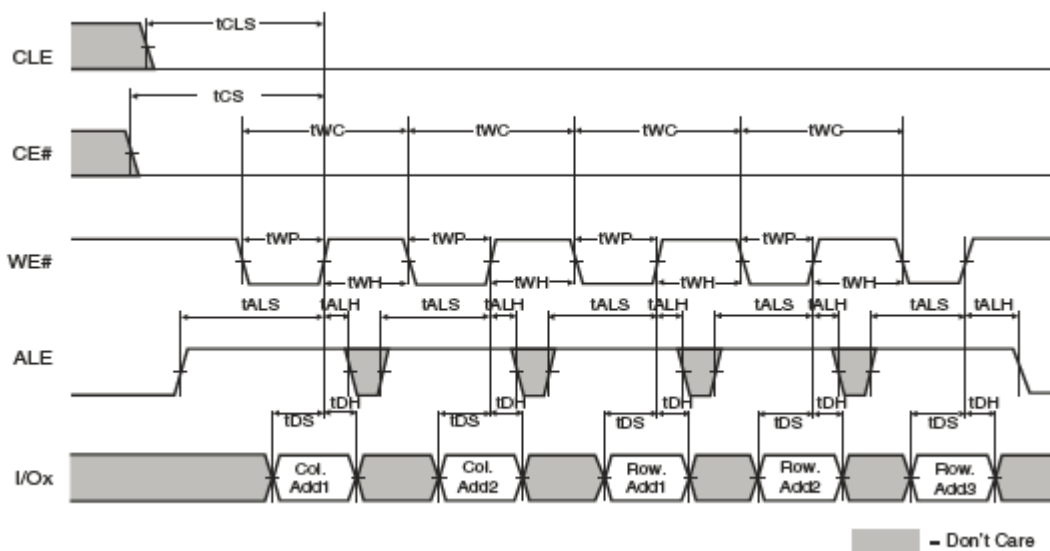 tCLS
CLE
tCS
tWC tWC tWC tWC
CE#
tWP tWP tWP tWP
WE#
tWH tWH tWH tWH
tALS tALH tALS tALH tALS tALH tALS tALH tALS tALH
ALE
tDH tDH tDH tDH tDH
tDS tDS tDS tDS tDS
I/Ox
Col. Add1
Col. Add2
Row. Add1
Row. Add2
Row. Add3
= Don't Care